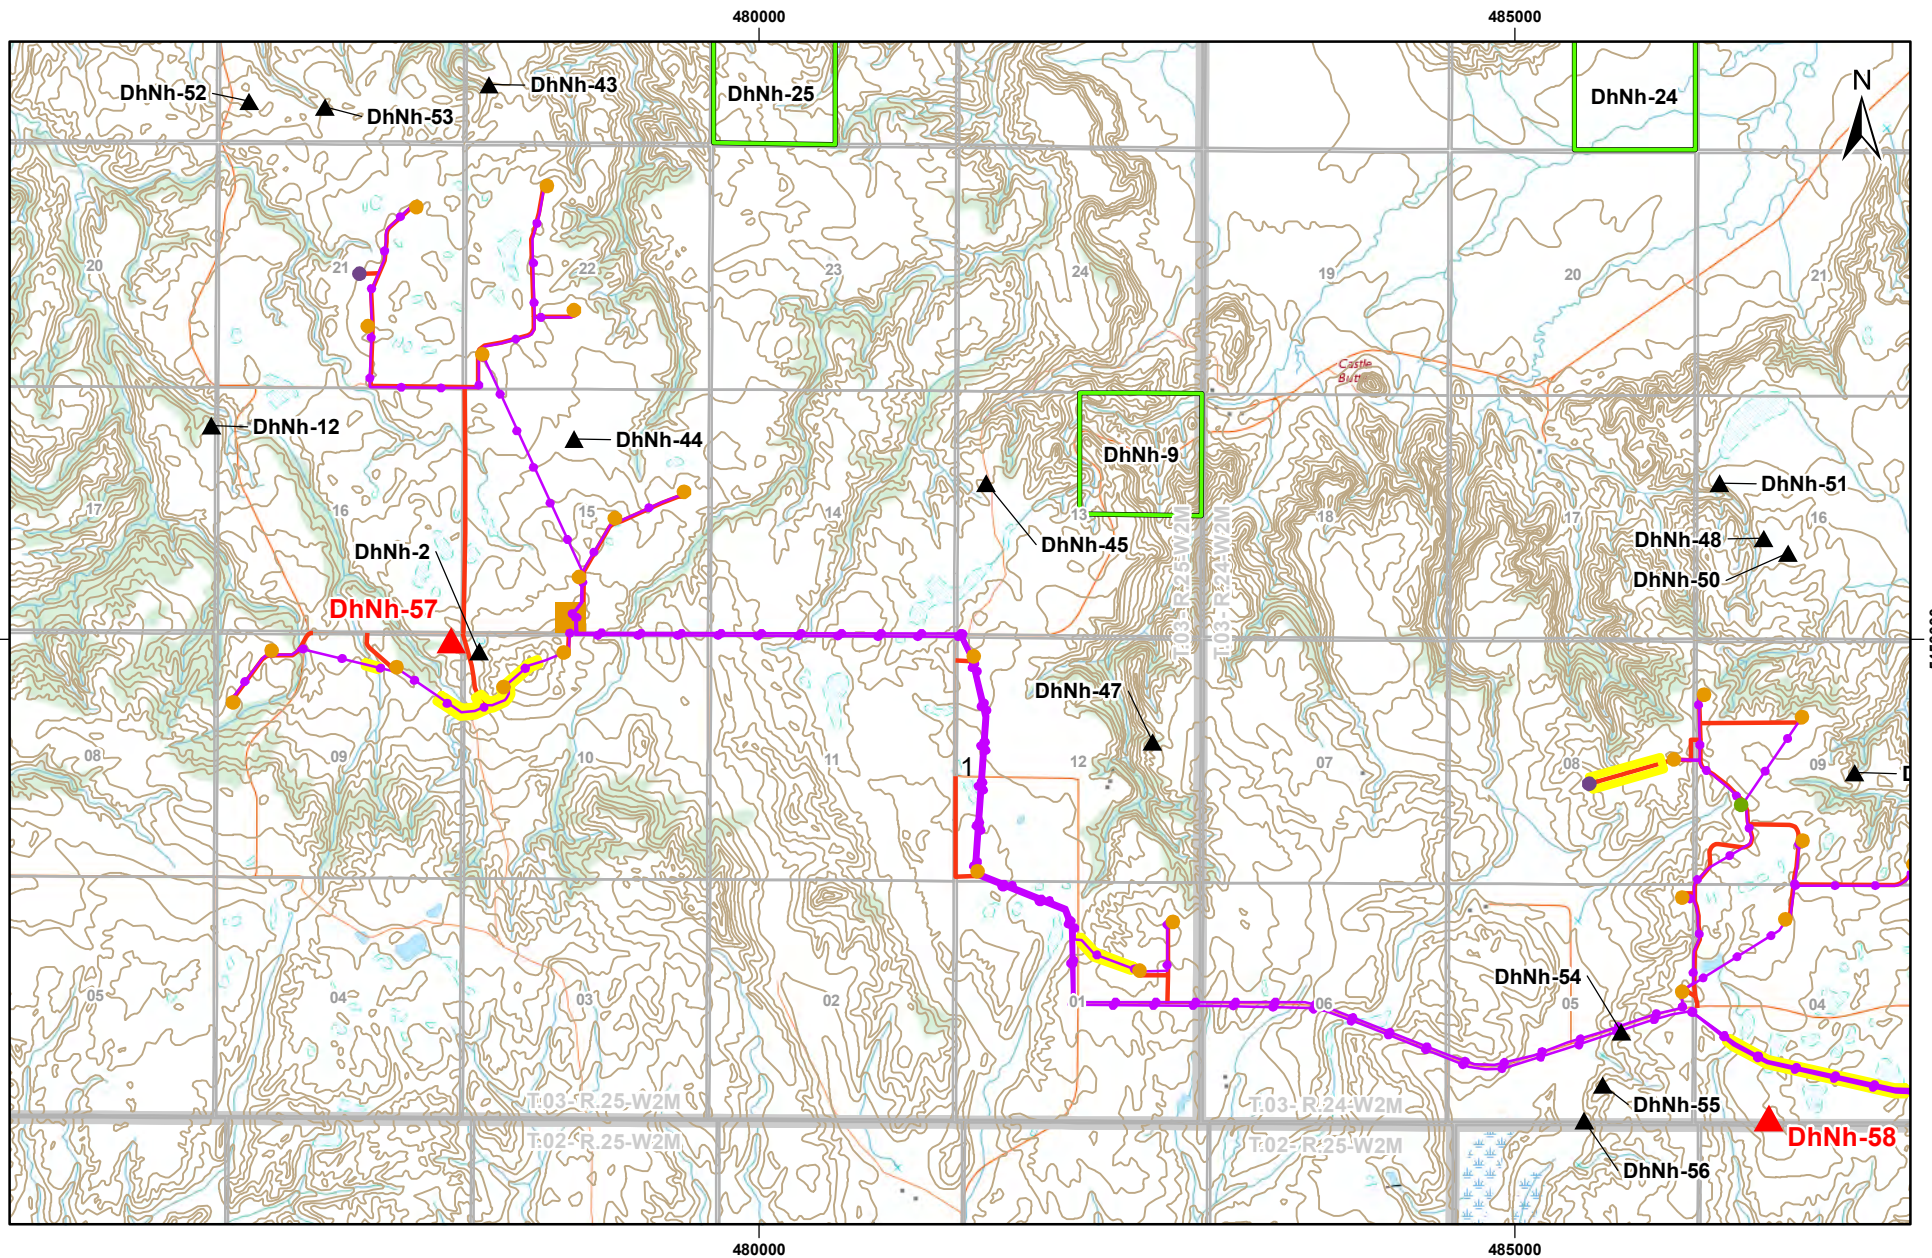 480000
485000
DhNh-52
DhNh-53
DhNh-43
DhNh-25
DhNh-24
N
20
21
22
23
24
19
20
21
Castle
Butte
DhNh-12
DhNh-44
DhNh-9
DhNh-45
DhNh-51
DhNh-48
DhNh-50
17
16
15
14
13
18
17
16
T.03- R.25-W2M
T.03- R.24-W2M
DhNh-2
DhNh-57
DhNh-47
1
08
09
10
11
12
07
08
09
D
05
04
03
02
01
06
05
04
DhNh-54
DhNh-55
DhNh-56
DhNh-58
T.03- R.25-W2M
T.03- R.24-W2M
T.02- R.25-W2M
T.02- R.25-W2M
480000
485000